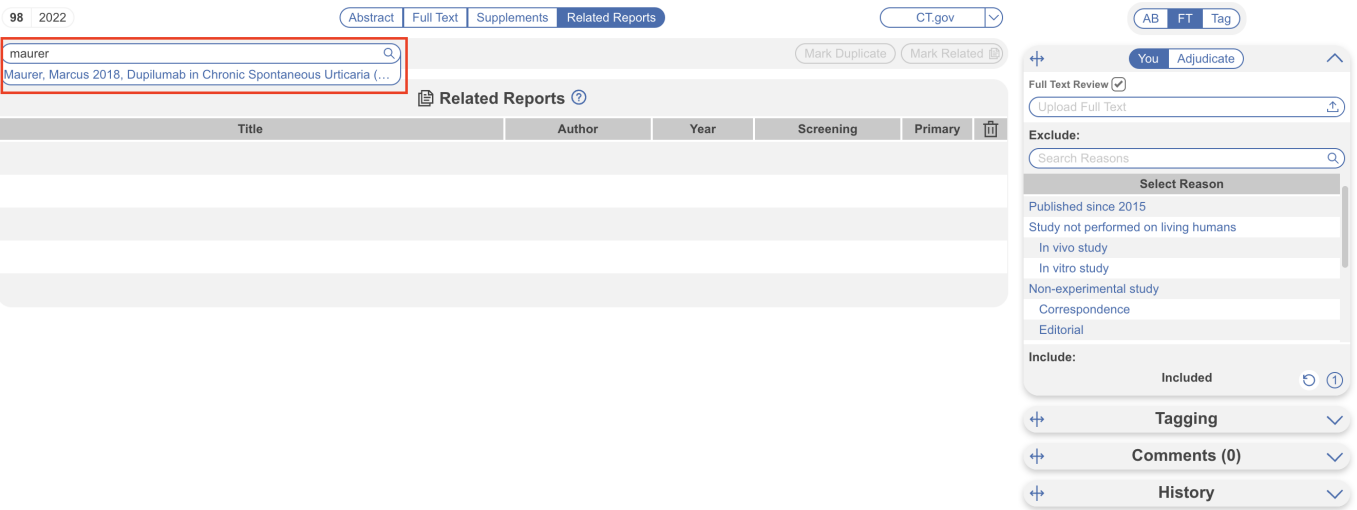 98 2022 Abstract Full Text Supplements Related Reports CT.gov AB FT Tag
maurer
Maurer, Marcus 2018, Dupilumab in Chronic Spontaneous Urticaria (...
Mark Duplicate Mark Related
Related Reports ?
Title Author Year Screening Primary
You Adjudicate
Full Text Review
Upload Full Text
Exclude:
Search Reasons
Select Reason
Published since 2015
Study not performed on living humans
In vivo study
In vitro study
Non-experimental study
Correspondence
Editorial
Include:
Included 1
Tagging
Comments (0)
History